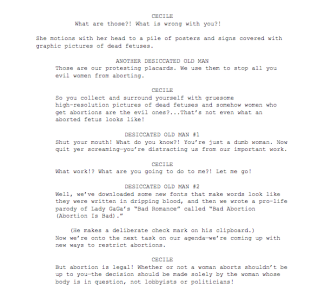 CECILE
What are those?! What is wrong with you?!
She motions with her head to a pile of posters and signs covered with
graphic pictures of dead fetuses.
ANOTHER DESICCATED OLD MAN
Those are our protesting placards. We use them to stop all you
evil women from aborting.
CECILE
So you collect and surround yourself with gruesome
high-resolution pictures of dead fetuses and somehow women who
get abortions are the evil ones?...That's not even what an
aborted fetus looks like!
DESICCATED OLD MAN #1
Shut your mouth! What do you know?! You're just a dumb woman. Now
quit yer screaming-you're distracting us from our important work.
CECILE
What work!? What are you going to do to me?! Let me go!
DESICCATED OLD MAN #2
Well, we've downloaded some new fonts that make words look like
they were written in dripping blood, and then we wrote a pro-life
parody of Lady GaGa's "Bad Romance" called "Bad Abortion
(Abortion is Bad)."
(He makes a deliberate check mark on his clipboard.)
Now we're onto the next task on our agenda-we're coming up with
new ways to restrict abortions.
CECILE
But abortion is legal! Whether or not a woman aborts shouldn't be
up to you-the decision should be made solely by the woman whose
body is in question, not lobbyists or politicians!